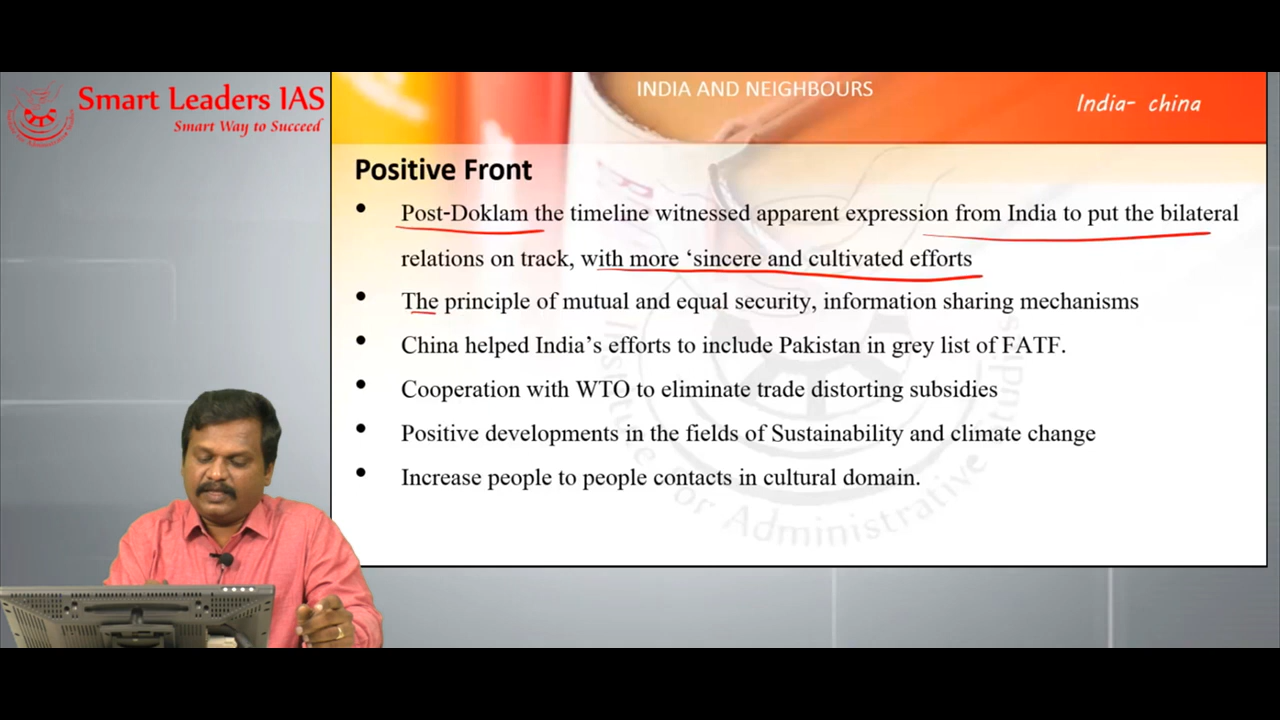 Smart Leaders IAS
Smart Way to Succeed
INDIA AND NEIGHBOURS
India- china
Positive Front
• Post-Doklam the timeline witnessed apparent expression from India to put the bilateral
relations on track, with more ‘sincere and cultivated efforts
• The principle of mutual and equal security, information sharing mechanisms
• China helped India’s efforts to include Pakistan in grey list of FATF.
• Cooperation with WTO to eliminate trade distorting subsidies
• Positive developments in the fields of Sustainability and climate change
• Increase people to people contacts in cultural domain.